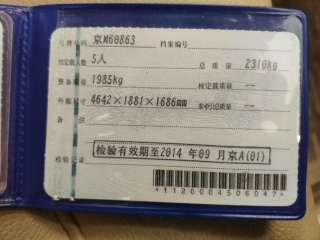 号牌号码 京M60863 档案编号
核定载人数 5人 总质量 2310kg
整备质量 1985kg 核定载质量 --
外廓尺寸 4642×1881×1686mm 准牵引总质量 --
备注
检验记录 检验有效期至2014年09月京A(01)
*1120004506047*